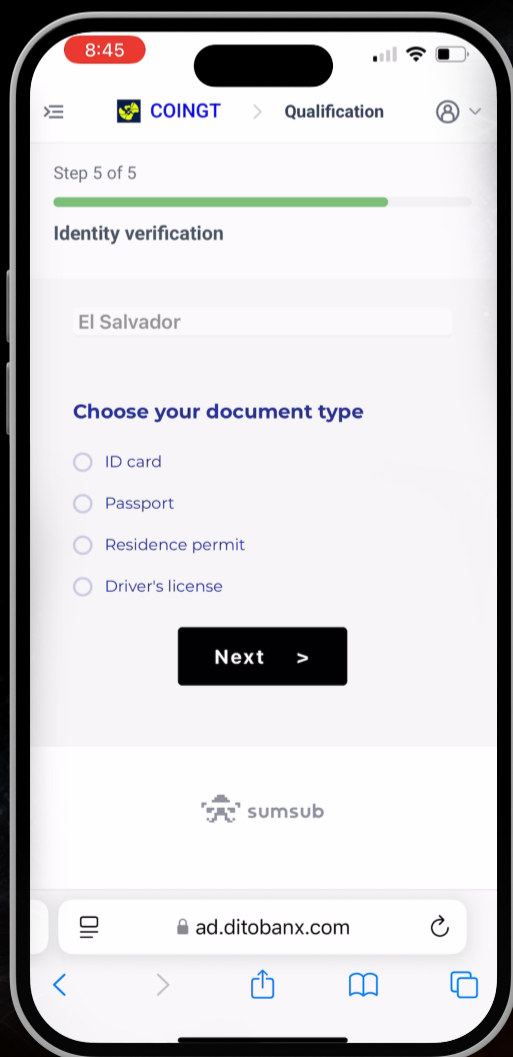 8:45
COINGT > Qualification
Step 5 of 5
Identity verification
El Salvador
Choose your document type
ID card
Passport
Residence permit
Driver's license
Next >
sumsub
ad.ditobanx.com